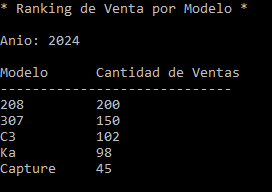 * Ranking de Venta por Modelo *
Anio: 2024
Modelo      Cantidad de Ventas
-----------------------------
208         200
307         150
C3          102
Ka          98
Capture     45